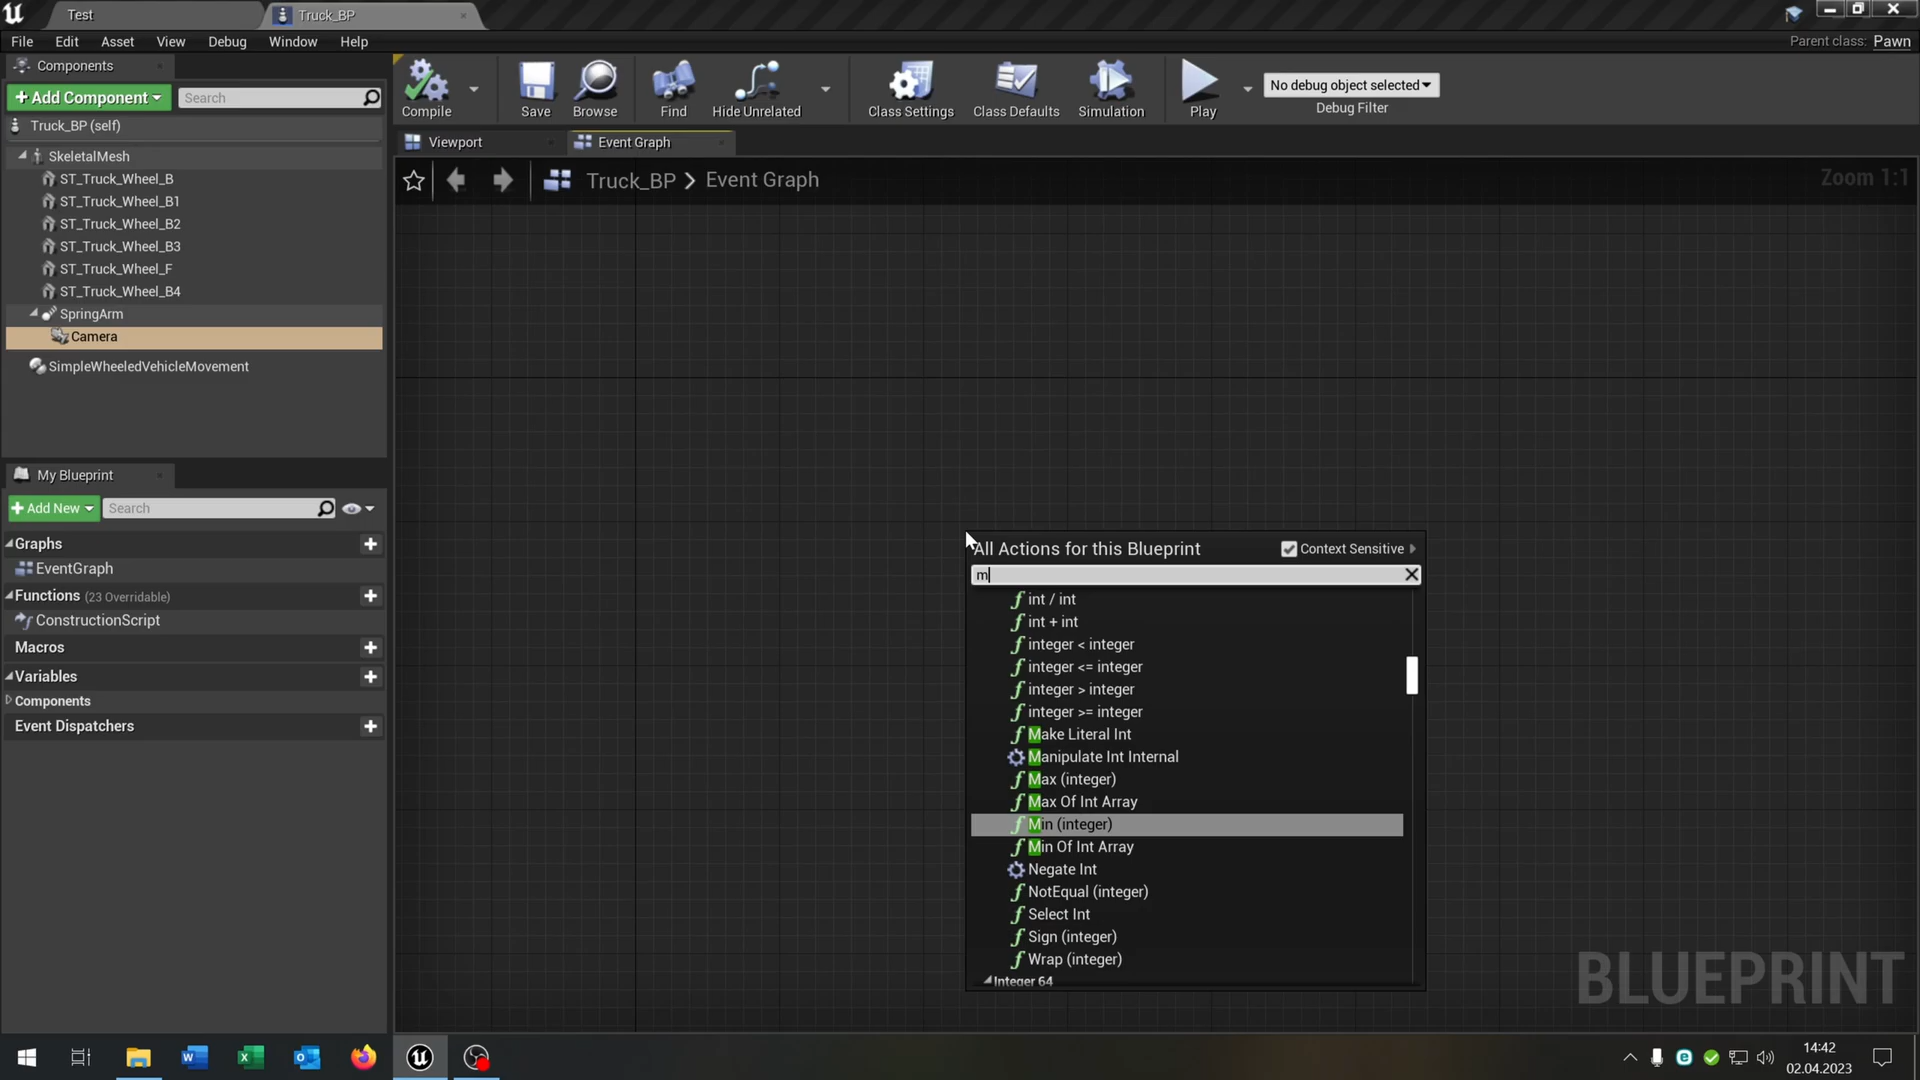 Test
Truck_BP
File Edit Asset View Debug Window Help
Parent class: Pawn
Components
+ Add Component
Search
Truck_BP (self)
SkeletalMesh
ST_Truck_Wheel_B
ST_Truck_Wheel_B1
ST_Truck_Wheel_B2
ST_Truck_Wheel_B3
ST_Truck_Wheel_F
ST_Truck_Wheel_B4
SpringArm
Camera
SimpleWheeledVehicleMovement
Compile
Save
Browse
Find
Hide Unrelated
Class Settings
Class Defaults
Simulation
Play
No debug object selected
Debug Filter
Viewport
Event Graph
Truck_BP > Event Graph
Zoom 1:1
My Blueprint
+ Add New
Search
Graphs
EventGraph
Functions (23 Overridable)
ConstructionScript
Macros
Variables
Components
Event Dispatchers
All Actions for this Blueprint
Context Sensitive
m
int / int
int + int
integer < integer
integer <= integer
integer > integer
integer >= integer
Make Literal Int
Manipulate Int Internal
Max (integer)
Max Of Int Array
Min (integer)
Min Of Int Array
Negate Int
NotEqual (integer)
Select Int
Sign (integer)
Wrap (integer)
Integer 64
BLUEPRINT
14:42
02.04.2023